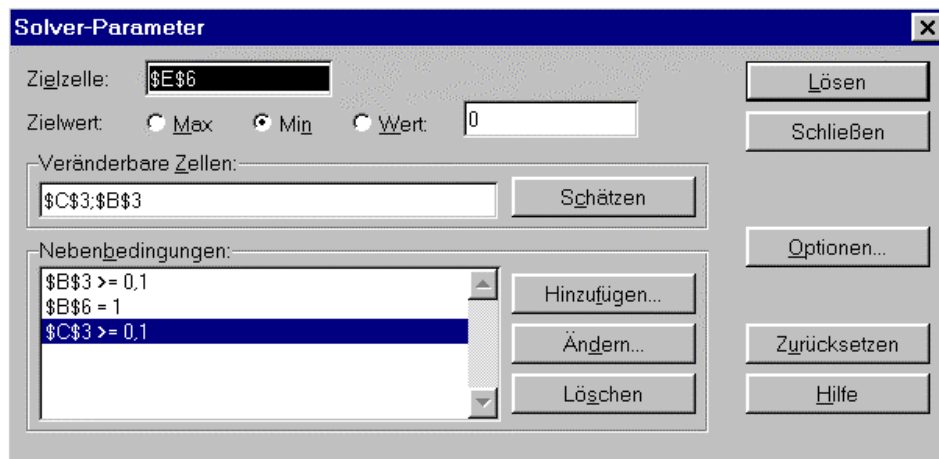 Solver-Parameter
Zielzelle: $E$6 Lösen
Zielwert: Max Min Wert: 0 Schließen
Veränderbare Zellen:
$C$3;$B$3 Schätzen
Nebenbedingungen: Optionen...
$B$3 >= 0,1 Hinzufügen...
$B$6 = 1
$C$3 >= 0,1 Ändern... Zurücksetzen
Löschen Hilfe